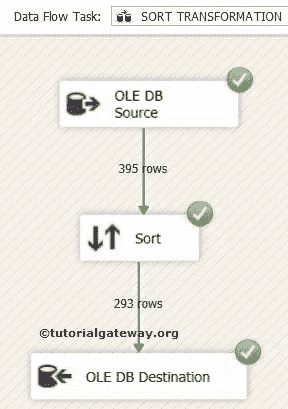 Data Flow Task: SORT TRANSFORMATION
OLE DB
Source
395 rows
Sort
293 rows
©tutorialgateway.org
OLE DB Destination